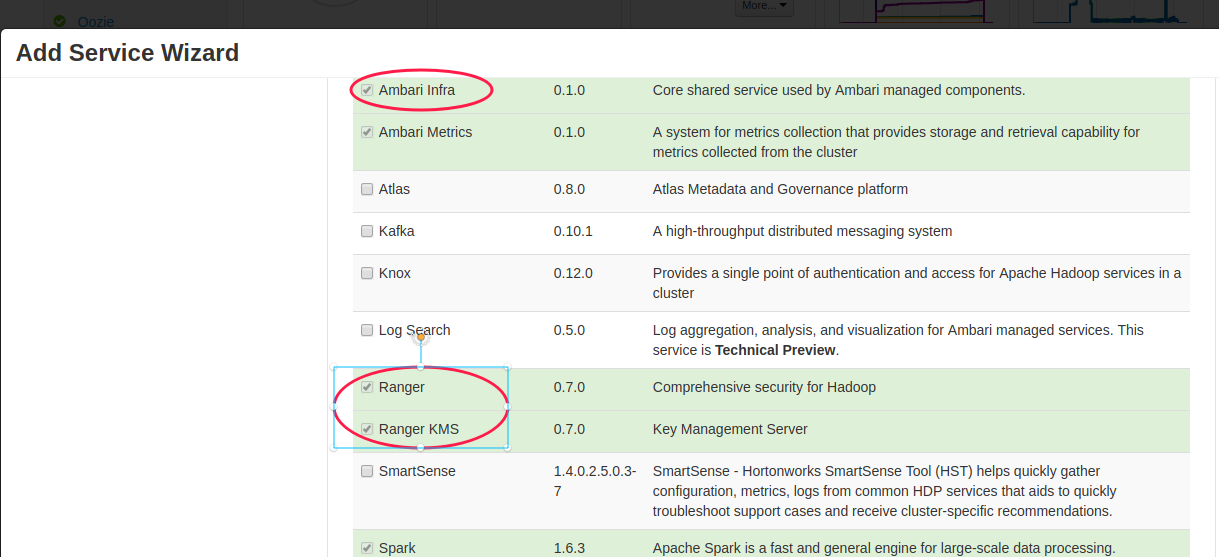 Oozie
More...
Add Service Wizard
Ambari Infra 0.1.0 Core shared service used by Ambari managed components.
Ambari Metrics 0.1.0 A system for metrics collection that provides storage and retrieval capability for
metrics collected from the cluster
Atlas 0.8.0 Atlas Metadata and Governance platform
Kafka 0.10.1 A high-throughput distributed messaging system
Knox 0.12.0 Provides a single point of authentication and access for Apache Hadoop services in a
cluster
Log Search 0.5.0 Log aggregation, analysis, and visualization for Ambari managed services. This
service is Technical Preview.
Ranger 0.7.0 Comprehensive security for Hadoop
Ranger KMS 0.7.0 Key Management Server
SmartSense 1.4.0.2.5.0.3- SmartSense - Hortonworks SmartSense Tool (HST) helps quickly gather
7 configuration, metrics, logs from common HDP services that aids to quickly
troubleshoot support cases and receive cluster-specific recommendations.
Spark 1.6.3 Apache Spark is a fast and general engine for large-scale data processing.